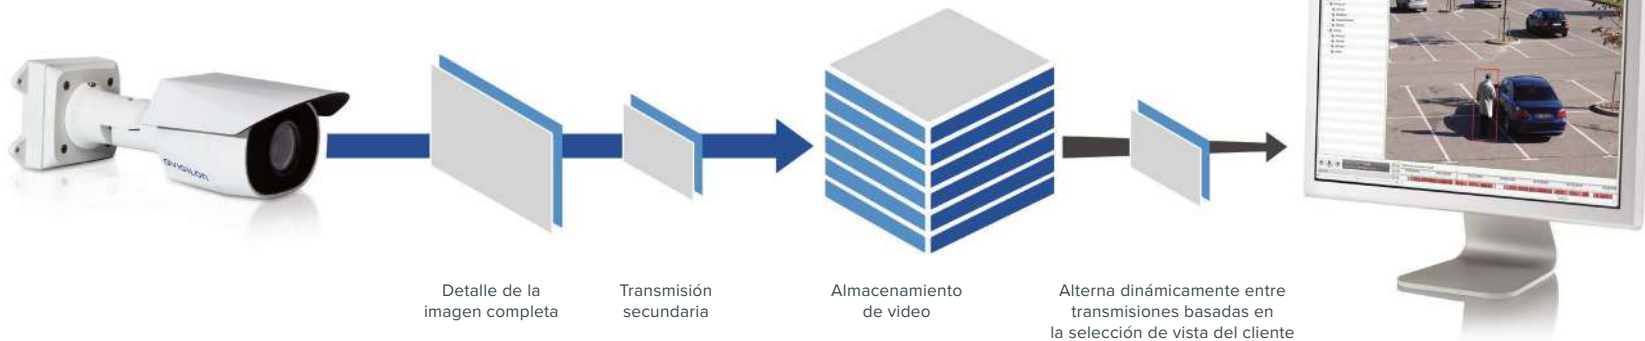 avigilon
Detalle de la
imagen completa
Transmisión
secundaria
Almacenamiento
de video
Alterna dinámicamente entre
transmisiones basadas en
la selección de vista del cliente